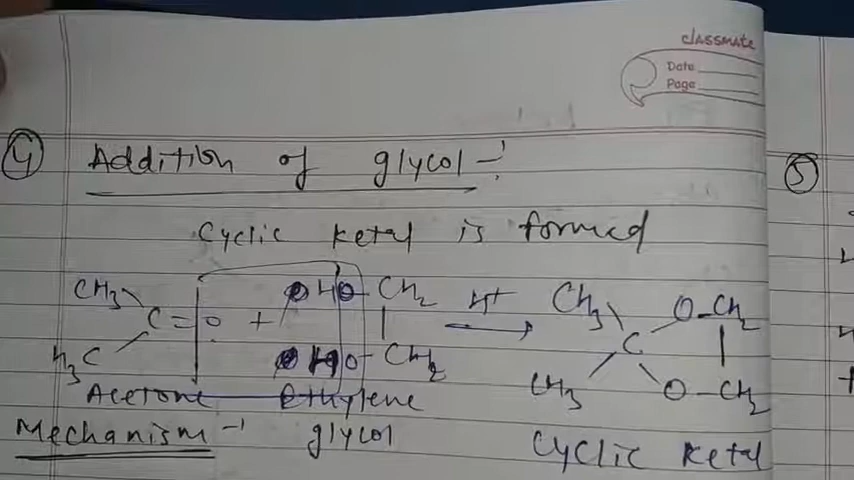 classmate
Date
Page
④ Addition of glycol -:
⑤
Cyclic ketal is formed
CH₃ HO-CH₂ H⁺ CH₃ O-CH₂
C=O + | → C |
H₃C HO-CH₂ CH₃ O-CH₂
Acetone Ethylene
Mechanism - glycol Cyclic ketal